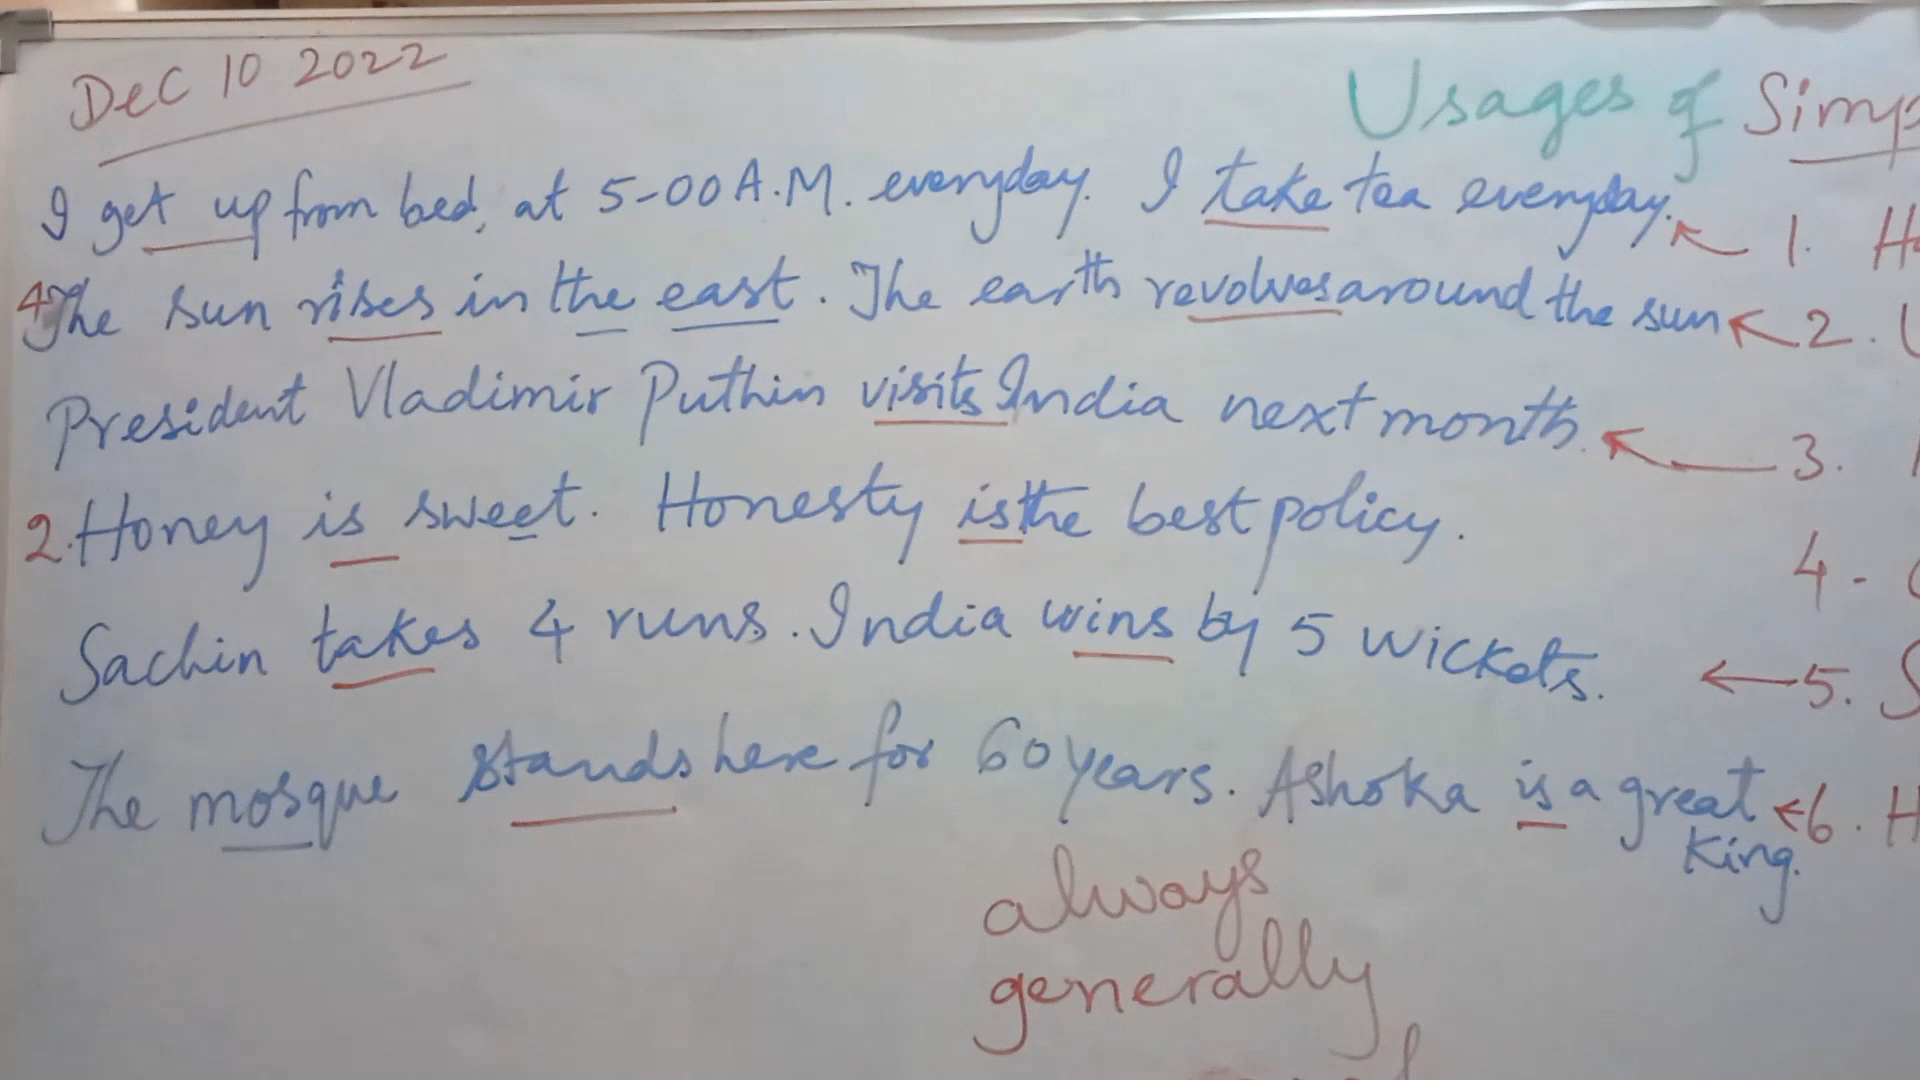 Dec 10 2022
Usages of Simp
I get up from bed, at 5-00 A.M. everyday. I take tea everyday. 1. H
4 The sun rises in the east. The earth revolves around the sun 2.
President Vladimir Puthin visits India next month. 3.
2. Honey is sweet. Honesty is the best policy.
4 -
Sachin takes 4 runs. India wins by 5 wickets. 5. S
The mosque stands here for 60 years. Ashoka is a great 6. H
King.
always
generally